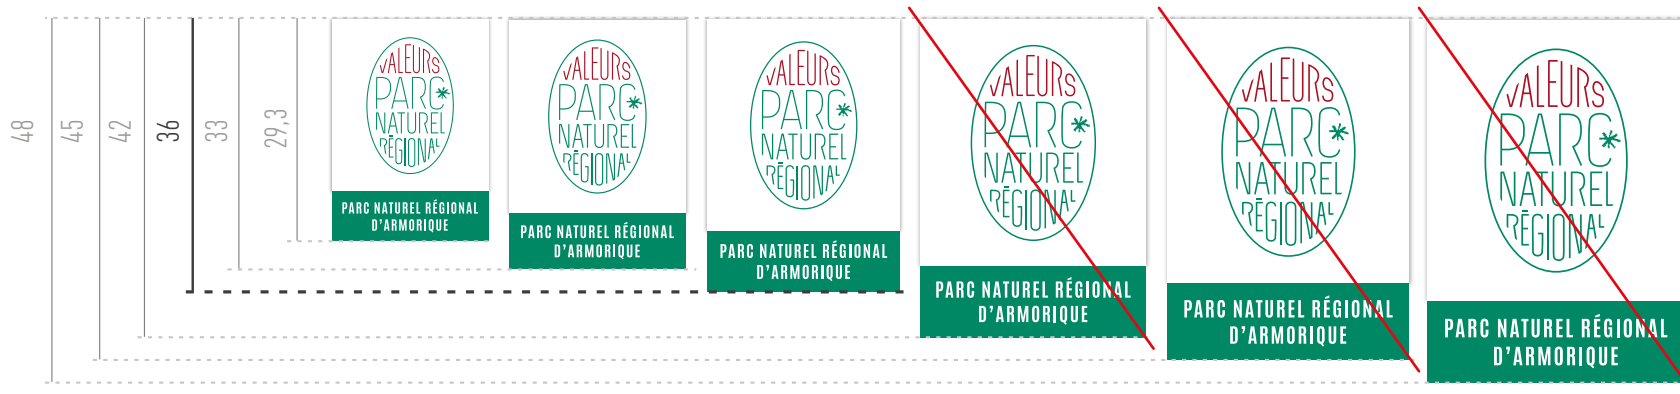 48
45
42
36
33
29,3
VALEURS
PARC*
NATUREL
RÉGIONAL
PARC NATUREL RÉGIONAL
D'ARMORIQUE
VALEURS
PARC*
NATUREL
RÉGIONAL
PARC NATUREL RÉGIONAL
D'ARMORIQUE
VALEURS
PARC*
NATUREL
RÉGIONAL
PARC NATUREL RÉGIONAL
D'ARMORIQUE
VALEURS
PARC*
NATUREL
RÉGIONAL
PARC NATUREL RÉGIONAL
D'ARMORIQUE
VALEURS
PARC*
NATUREL
RÉGIONAL
PARC NATUREL RÉGIONAL
D'ARMORIQUE
VALEURS
PARC*
NATUREL
RÉGIONAL
PARC NATUREL RÉGIONAL
D'ARMORIQUE